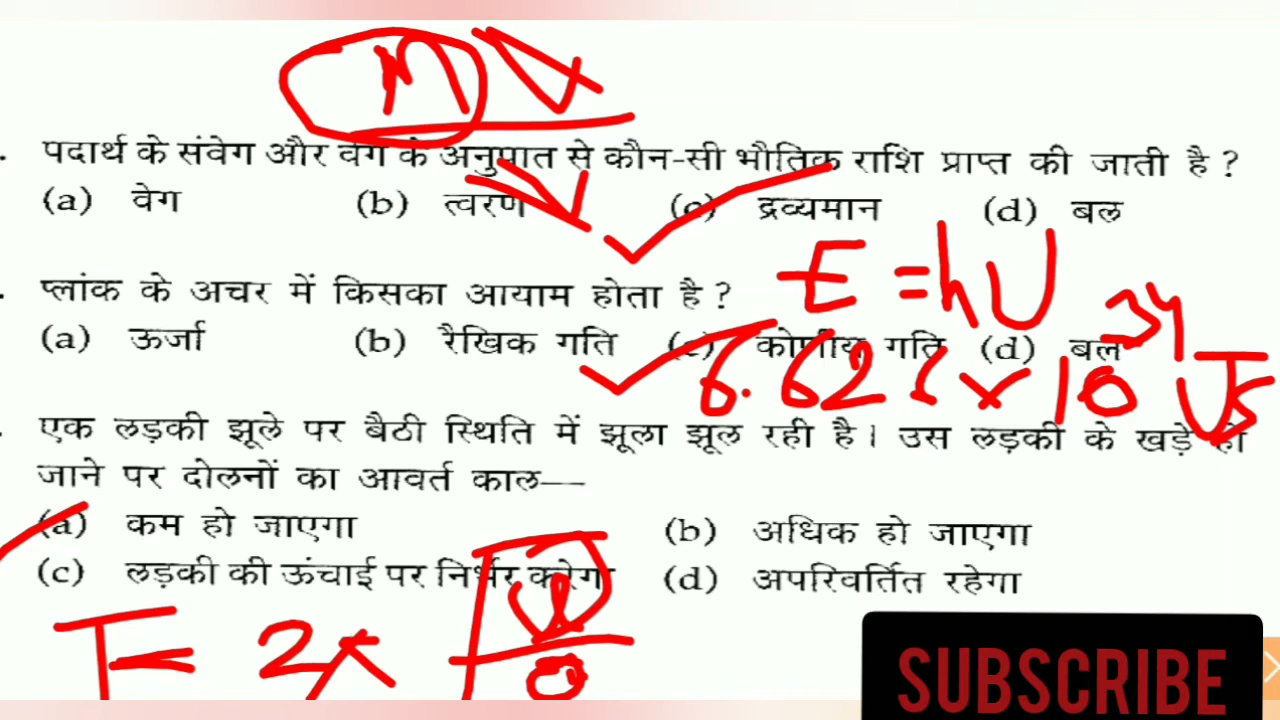 m v
. पदार्थ के संवेग और वेग के अनुपात से कौन-सी भौतिक राशि प्राप्त की जाती है ?
v
(a) वेग (b) त्वरण (c) द्रव्यमान (d) बल
E = hυ
. प्लांक के अचर में किसका आयाम होता है ?
(a) ऊर्जा (b) रैखिक गति (c) कोणीय गति (d) बल
6.626 × 10 -34 Js
. एक लड़की झूले पर बैठी स्थिति में झूला झूल रही है। उस लड़की के खड़े हो
जाने पर दोलनों का आवर्त काल—
(a) कम हो जाएगा (b) अधिक हो जाएगा
(c) लड़की की ऊंचाई पर निर्भर करेगा (d) अपरिवर्तित रहेगा
T = 2π √ l
SUBSCRIBE